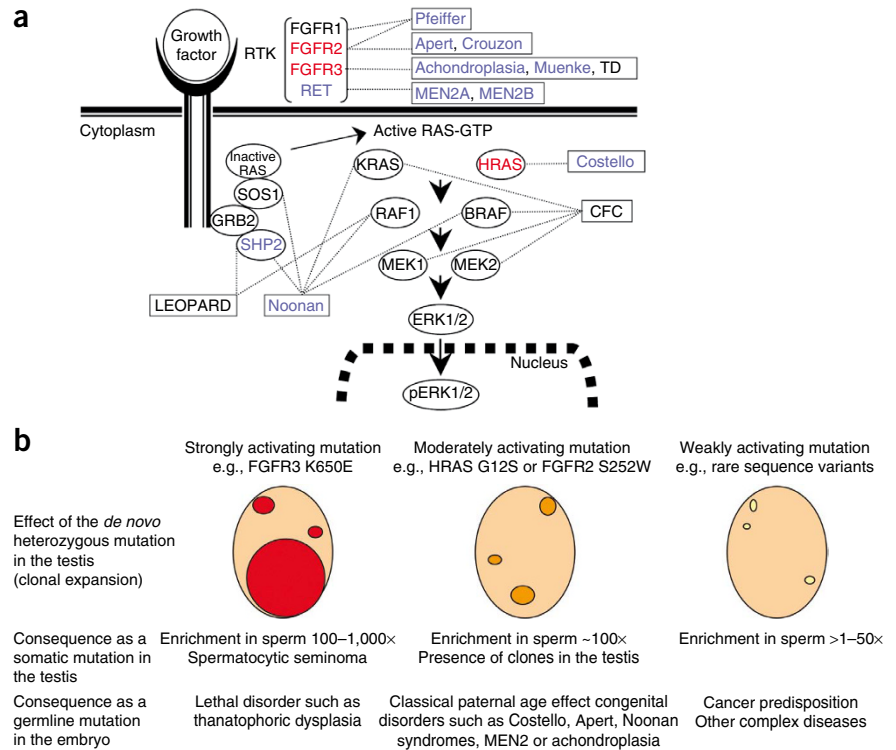 a
Growth
factor
RTK
FGFR1
FGFR2
FGFR3
RET
Pfeiffer
Apert, Crouzon
Achondroplasia, Muenke, TD
MEN2A, MEN2B
Cytoplasm
Active RAS-GTP
Inactive
RAS
KRAS
HRAS
Costello
SOS1
GRB2
RAF1
BRAF
CFC
SHP2
MEK1
MEK2
LEOPARD
Noonan
ERK1/2
Nucleus
pERK1/2
b
Strongly activating mutation
e.g., FGFR3 K650E
Moderately activating mutation
e.g., HRAS G12S or FGFR2 S252W
Weakly activating mutation
e.g., rare sequence variants
Effect of the de novo
heterozygous mutation
in the testis
(clonal expansion)
Consequence as a
somatic mutation in
the testis
Enrichment in sperm 100–1,000×
Spermatocytic seminoma
Enrichment in sperm ~100×
Presence of clones in the testis
Enrichment in sperm >1–50×
Consequence as a
germline mutation
in the embryo
Lethal disorder such as
thanatophoric dysplasia
Classical paternal age effect congenital
disorders such as Costello, Apert, Noonan
syndromes, MEN2 or achondroplasia
Cancer predisposition
Other complex diseases